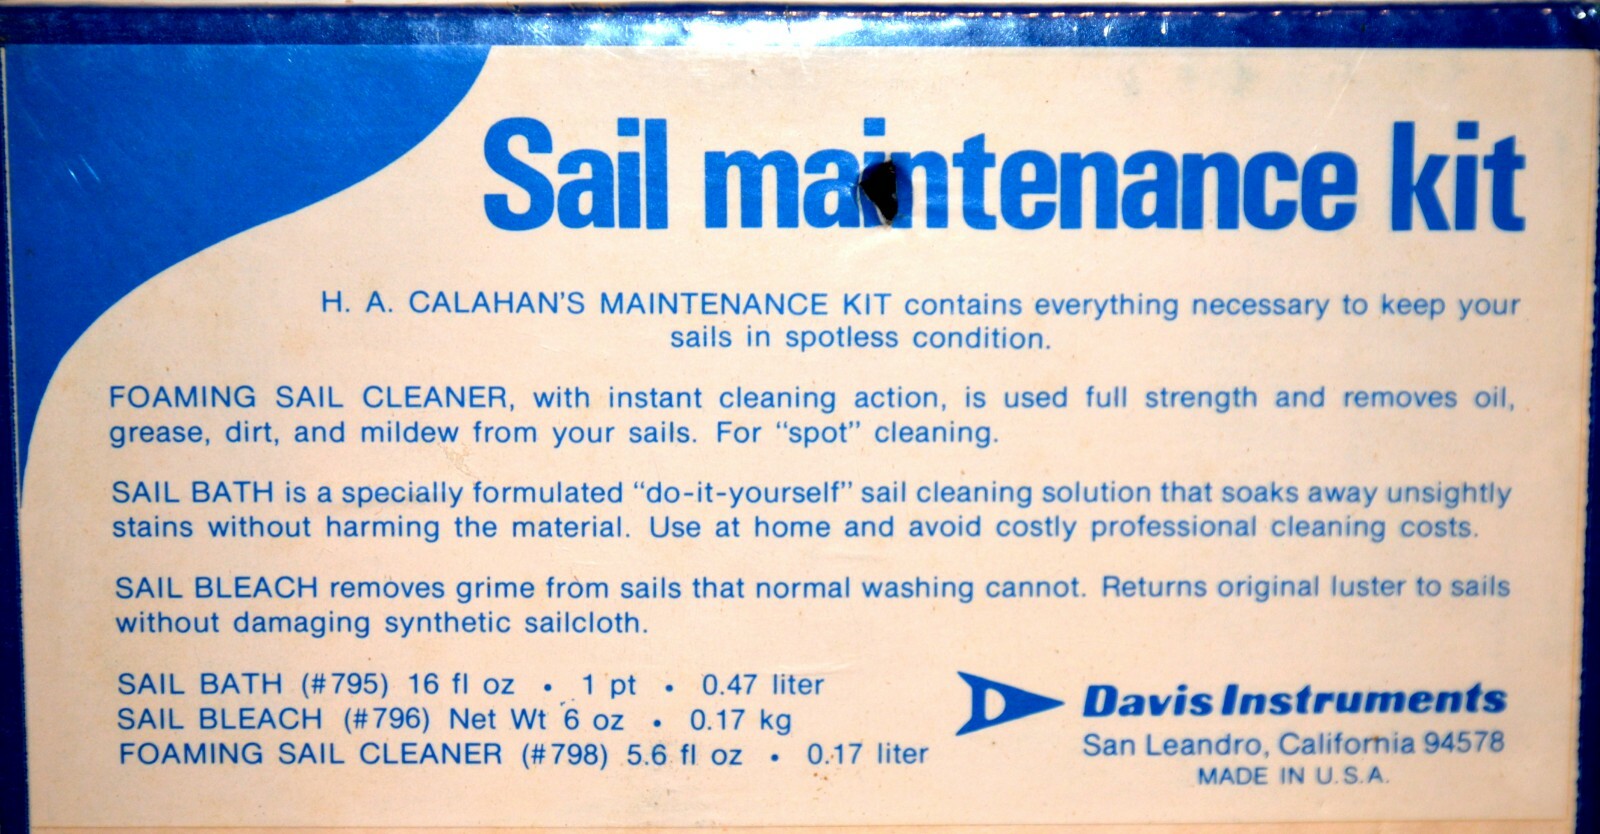 Sail maintenance kit
H. A. CALAHAN'S MAINTENANCE KIT contains everything necessary to keep your
sails in spotless condition.
FOAMING SAIL CLEANER, with instant cleaning action, is used full strength and removes oil,
grease, dirt, and mildew from your sails. For “spot” cleaning.
SAIL BATH is a specially formulated “do-it-yourself” sail cleaning solution that soaks away unsightly
stains without harming the material. Use at home and avoid costly professional cleaning costs.
SAIL BLEACH removes grime from sails that normal washing cannot. Returns original luster to sails
without damaging synthetic sailcloth.
SAIL BATH (#795) 16 fl oz • 1 pt • 0.47 liter
SAIL BLEACH (#796) Net Wt 6 oz • 0.17 kg
FOAMING SAIL CLEANER (#798) 5.6 fl oz • 0.17 liter
Davis Instruments
San Leandro, California 94578
MADE IN U.S.A.